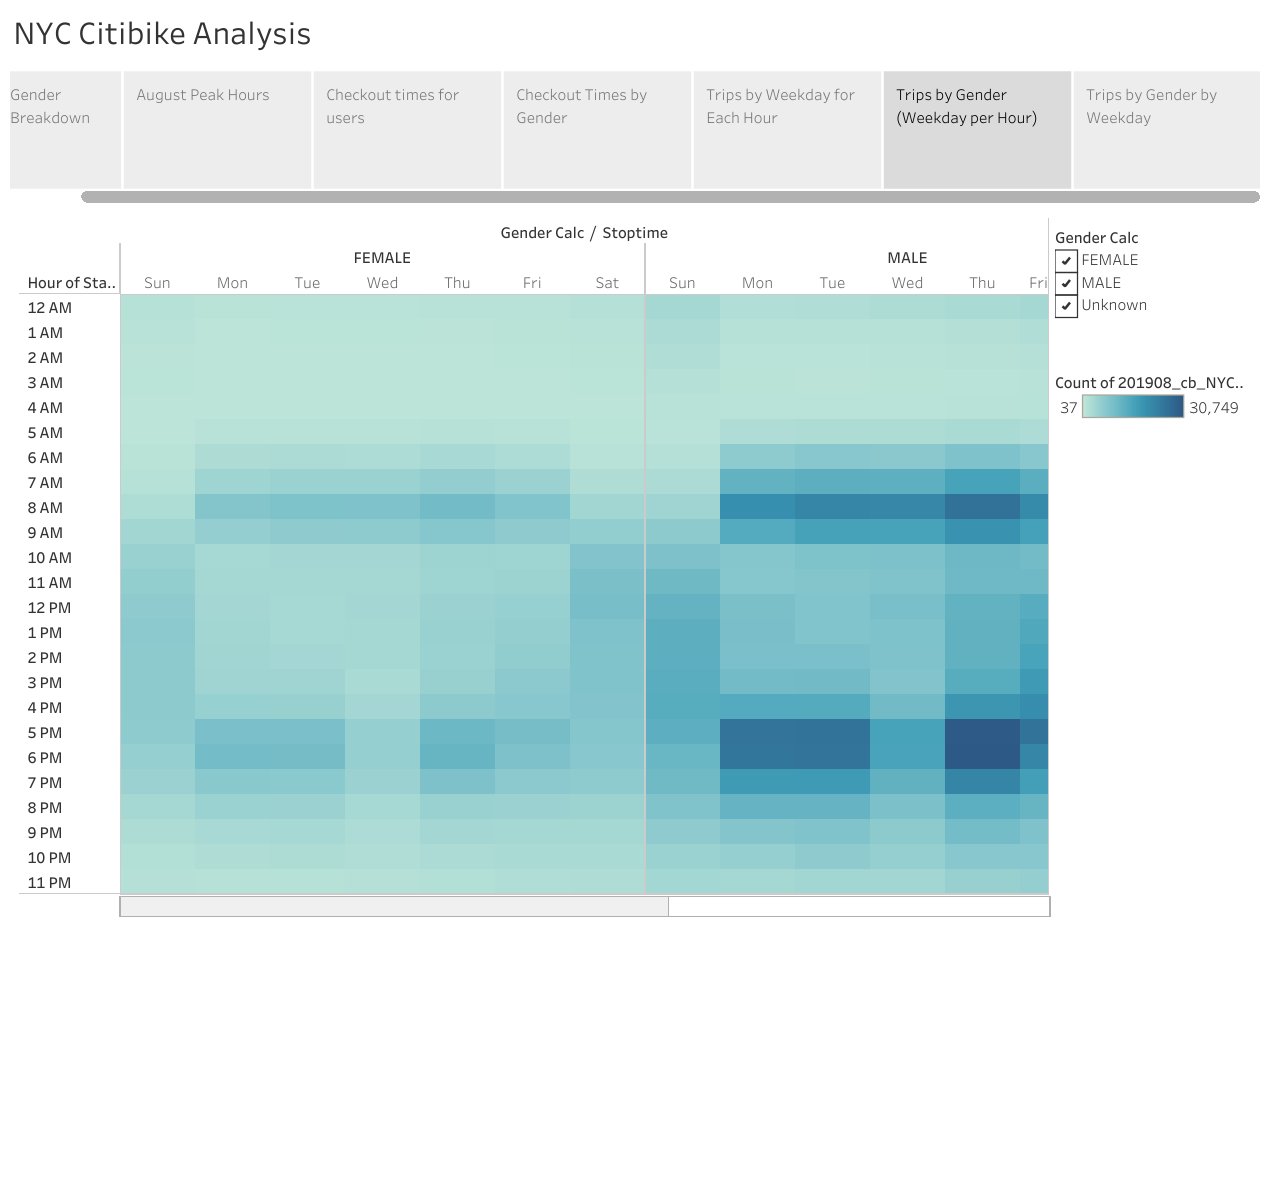 NYC Citibike Analysis
Gender
Breakdown
August Peak Hours
Checkout times for
users
Checkout Times by
Gender
Trips by Weekday for
Each Hour
Trips by Gender
(Weekday per Hour)
Trips by Gender by
Weekday
Gender Calc / Stoptime
FEMALE
MALE
Hour of Sta..
Sun Mon Tue Wed Thu Fri Sat Sun Mon Tue Wed Thu Fri
12 AM
1 AM
2 AM
3 AM
4 AM
5 AM
6 AM
7 AM
8 AM
9 AM
10 AM
11 AM
12 PM
1 PM
2 PM
3 PM
4 PM
5 PM
6 PM
7 PM
8 PM
9 PM
10 PM
11 PM
Gender Calc
FEMALE
MALE
Unknown
Count of 201908_cb_NYC..
37 30,749